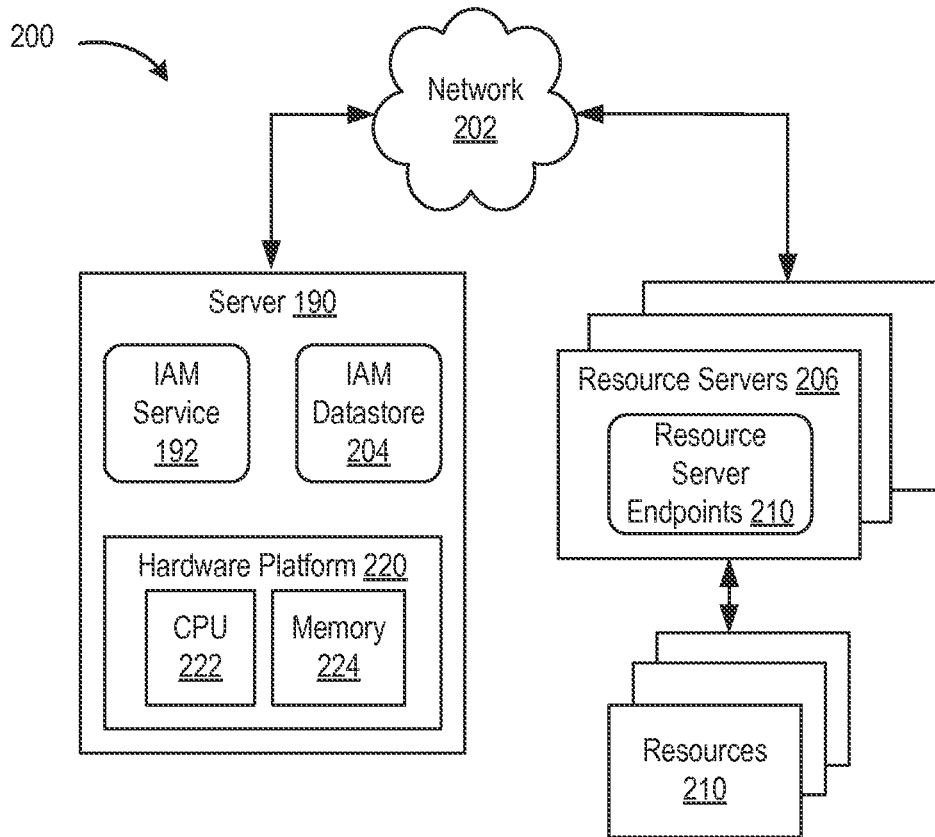 200
Network
202
Server 190
IAM
Service
192
IAM
Datastore
204
Hardware Platform 220
CPU
222
Memory
224
Resource Servers 206
Resource
Server
Endpoints 210
Resources
210